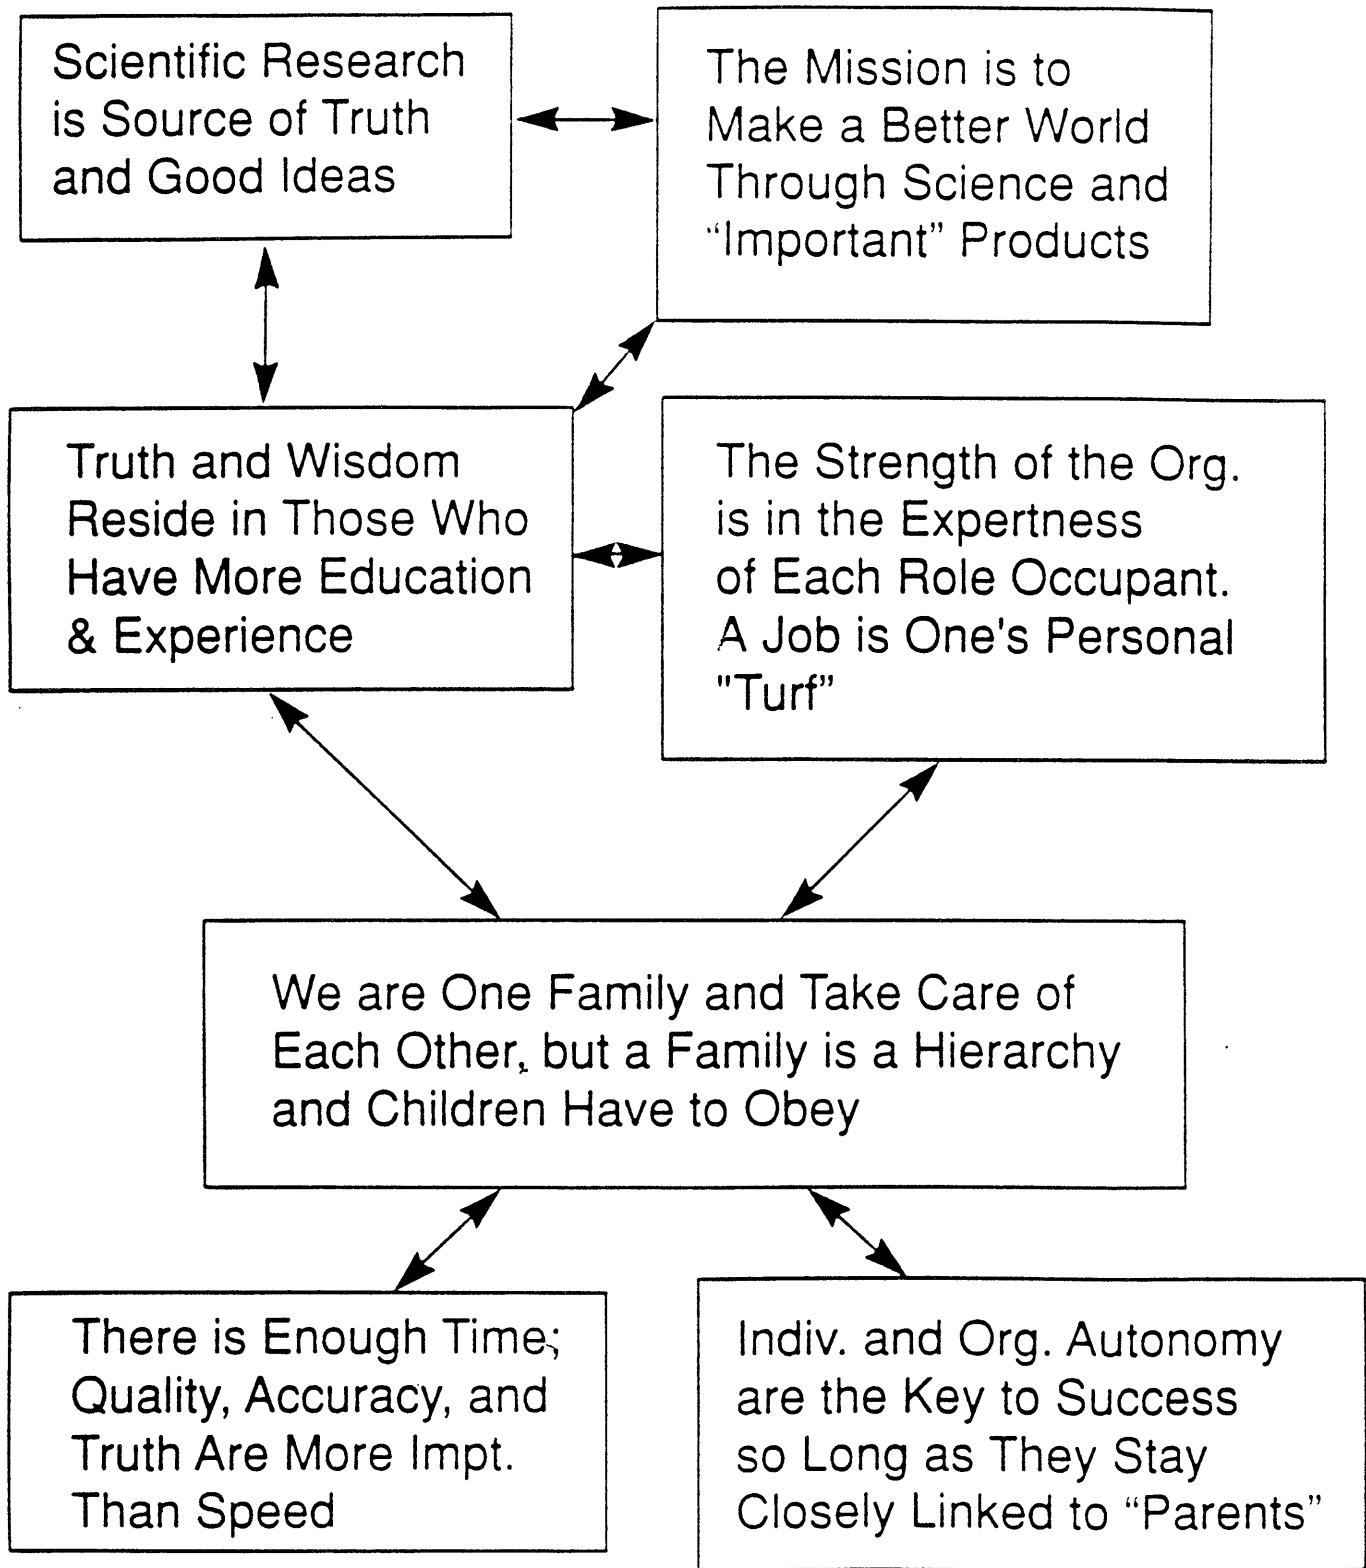 Scientific Research
is Source of Truth
and Good Ideas
The Mission is to
Make a Better World
Through Science and
“Important” Products
Truth and Wisdom
Reside in Those Who
Have More Education
& Experience
The Strength of the Org.
is in the Expertness
of Each Role Occupant.
A Job is One's Personal
"Turf”
We are One Family and Take Care of
Each Other, but a Family is a Hierarchy
and Children Have to Obey
There is Enough Time;
Quality, Accuracy, and
Truth Are More Impt.
Than Speed
Indiv. and Org. Autonomy
are the Key to Success
so Long as They Stay
Closely Linked to “Parents”